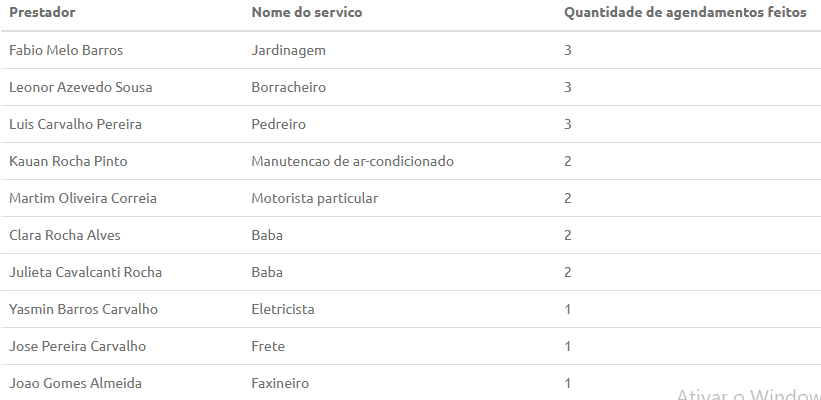 Prestador Nome do servico Quantidade de agendamentos feitos
Fabio Melo Barros Jardinagem 3
Leonor Azevedo Sousa Borracheiro 3
Luis Carvalho Pereira Pedreiro 3
Kauan Rocha Pinto Manutencao de ar-condicionado 2
Martim Oliveira Correia Motorista particular 2
Clara Rocha Alves Baba 2
Julieta Cavalcanti Rocha Baba 2
Yasmin Barros Carvalho Eletricista 1
Jose Pereira Carvalho Frete 1
Joao Gomes Almeida Faxineiro 1
Ativar o Window